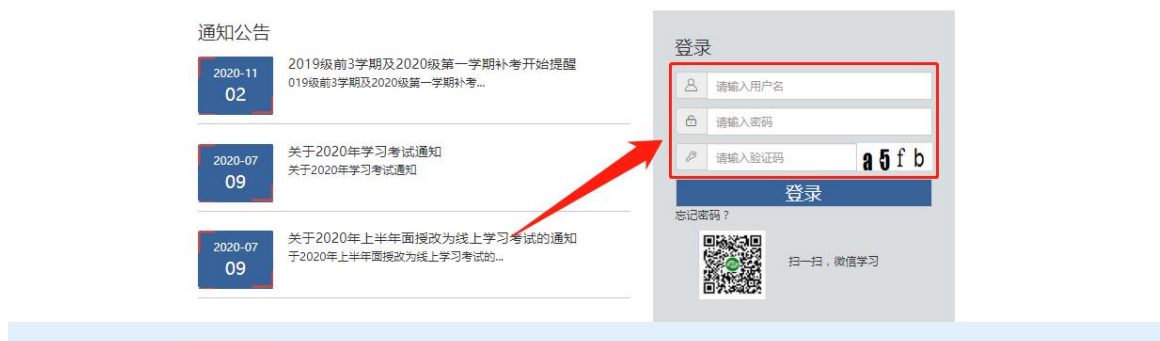 通知公告
2020-11
02
2019级前3学期及2020级第一学期补考开始提醒
019级前3学期及2020级第一学期补考...
2020-07
09
关于2020年学习考试通知
关于2020年学习考试通知
2020-07
09
关于2020年上半年面授改为线上学习考试的通知
于2020年上半年面授改为线上学习考试的...
登录
请输入用户名
请输入密码
请输入验证码
a5fb
登录
忘记密码？
扫一扫，微信学习